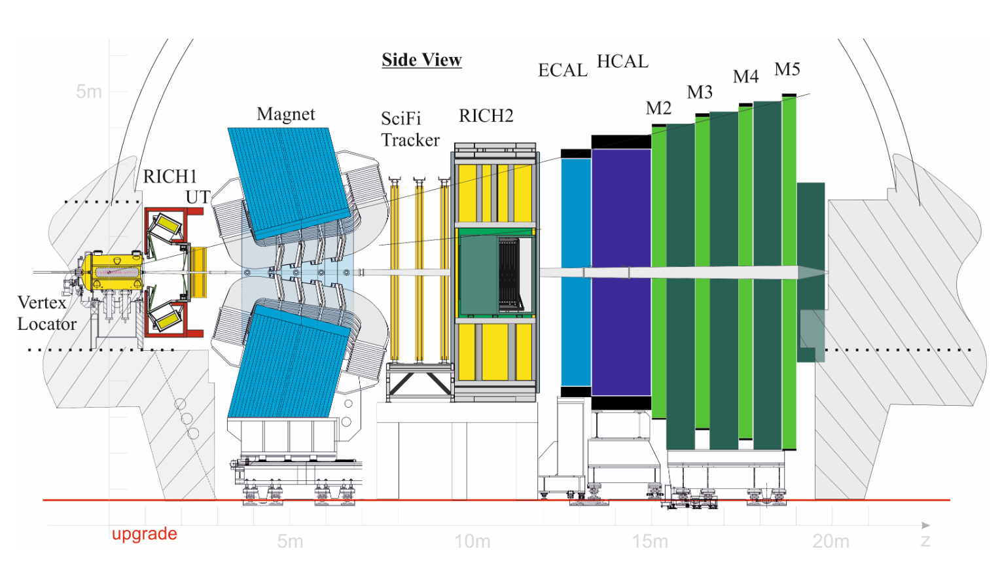 Side View
ECAL
HCAL
M5
M4
M3
M2
5m
Magnet
SciFi
Tracker
RICH2
RICH1
UT
Vertex
Locator
upgrade
5m
10m
15m
20m
z